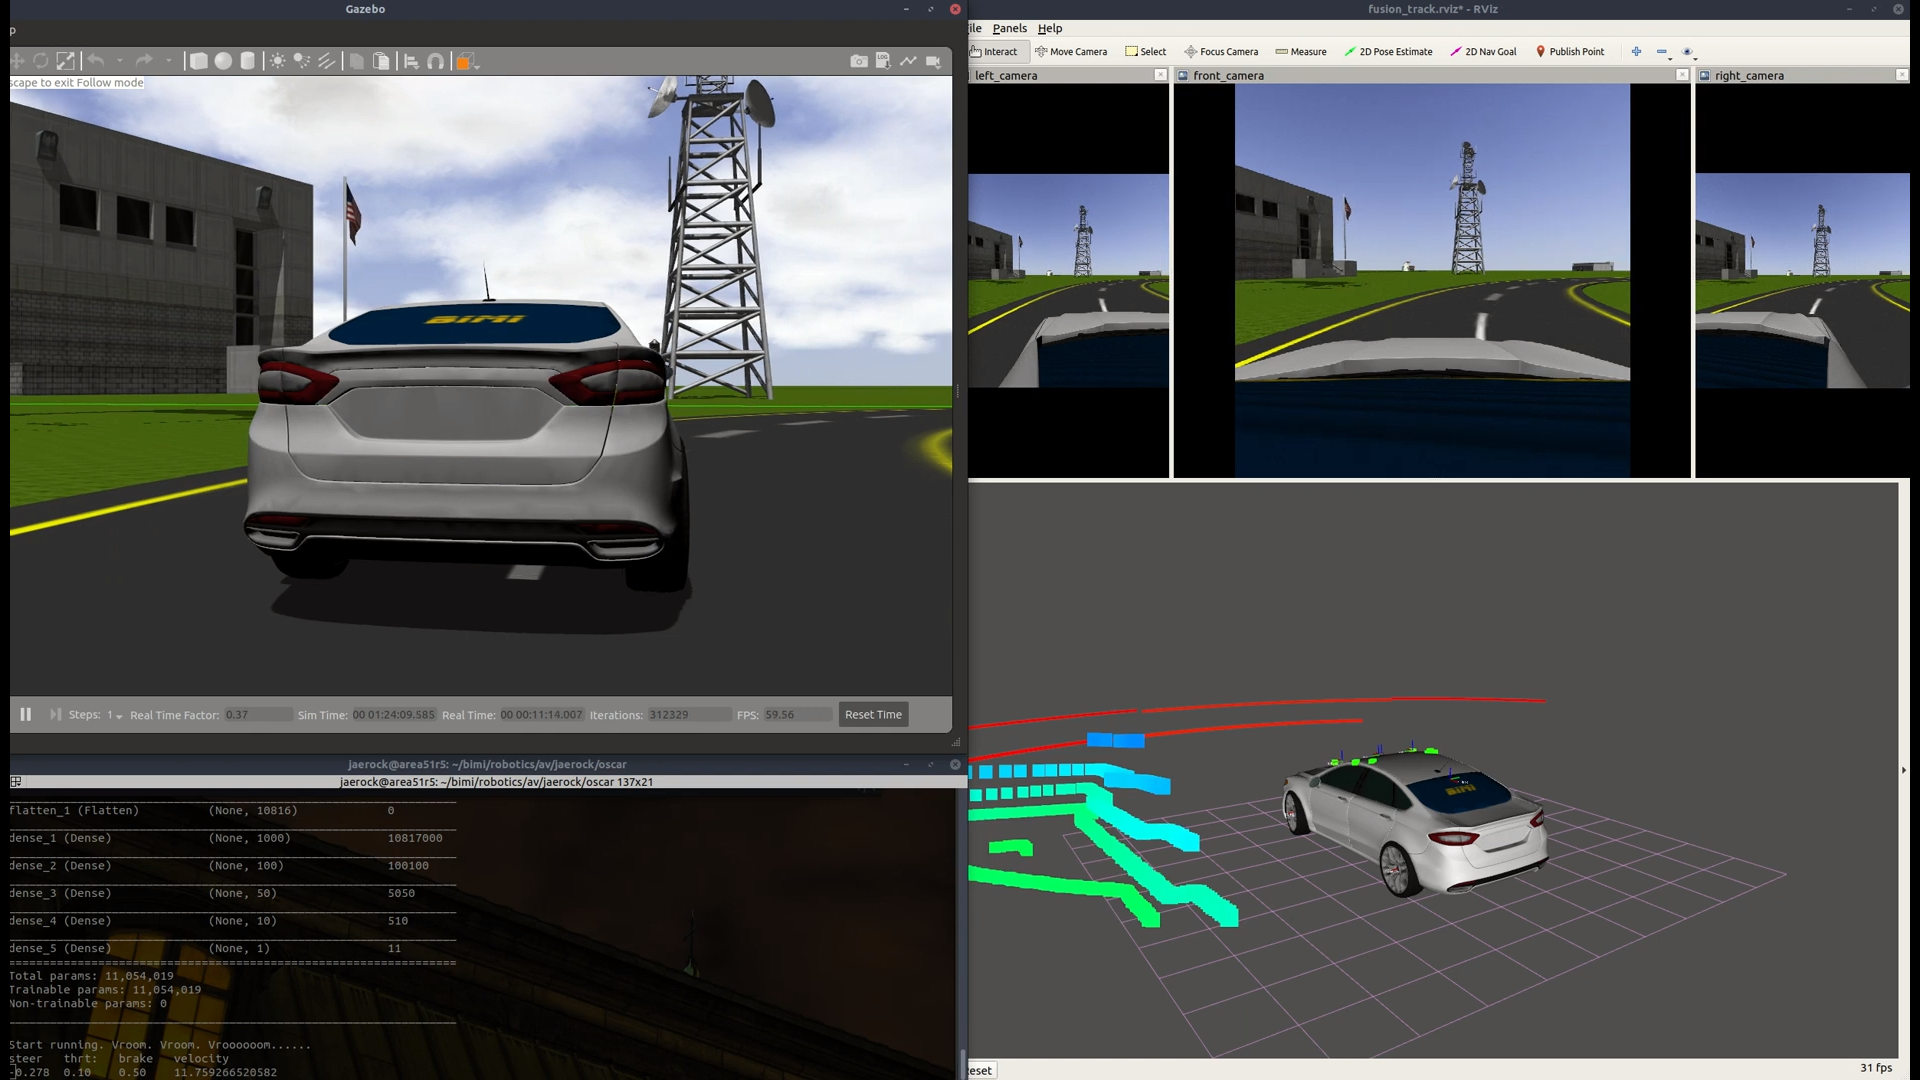 Gazebo
p
scape to exit Follow mode
BIMI
Steps: 1 Real Time Factor: 0.37 Sim Time: 00 01:24:09.585 Real Time: 00 00:11:14.007 Iterations: 312329 FPS: 59.56 Reset Time
jaerock@area51r5: ~/bimi/robotics/av/jaerock/oscar
jaerock@area51r5: ~/bimi/robotics/av/jaerock/oscar 137x21
flatten_1 (Flatten) (None, 10816) 0
dense_1 (Dense) (None, 1000) 10817000
dense_2 (Dense) (None, 100) 100100
dense_3 (Dense) (None, 50) 5050
dense_4 (Dense) (None, 10) 510
dense_5 (Dense) (None, 1) 11
Total params: 11,054,019
Trainable params: 11,054,019
Non-trainable params: 0
Start running. Vroom. Vroom. Vroooooom......
steer thrt: brake velocity
-0.278 0.10 0.50 11.759266520582
fusion_track.rviz* - RViz
ile Panels Help
Interact Move Camera Select Focus Camera Measure 2D Pose Estimate 2D Nav Goal Publish Point
left_camera front_camera right_camera
BIMI
eset 31 fps